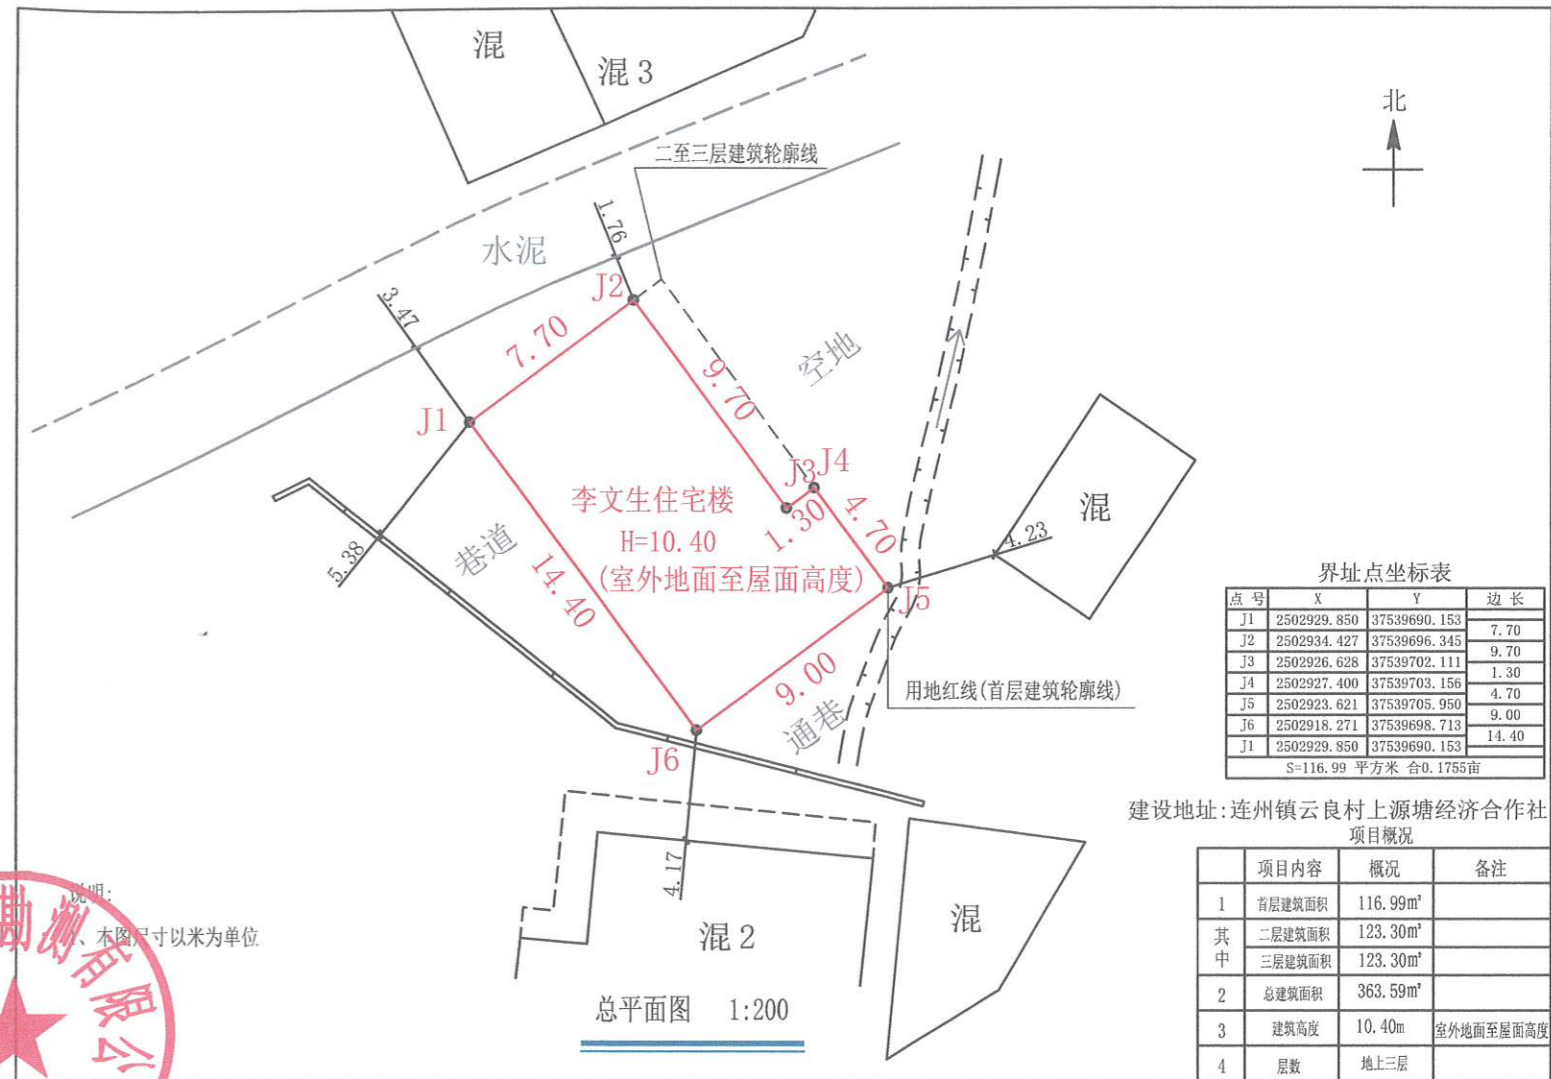 混
混3
北
二至三层建筑轮廓线
1.76
水泥
J2
3.47
7.70
空地
9.70
J1
J3
J4
李文生住宅楼
H=10.40
(室外地面至屋面高度)
1.30
4.70
混
4.23
巷道
5.38
14.40
J5
9.00
用地红线(首层建筑轮廓线)
通巷
J6
界址点坐标表
点 号 X Y 边 长
J1 2502929.850 37539690.153
7.70
J2 2502934.427 37539696.345
9.70
J3 2502926.628 37539702.111
1.30
J4 2502927.400 37539703.156
4.70
J5 2502923.621 37539705.950
9.00
J6 2502918.271 37539698.713
14.40
J1 2502929.850 37539690.153
S=116.99 平方米 合0.1755亩
建设地址:连州镇云良村上源塘经济合作社
项目概况
项目内容 概况 备注
1 首层建筑面积 116.99m²
其中 二层建筑面积 123.30m²
三层建筑面积 123.30m²
2 总建筑面积 363.59m²
3 建筑高度 10.40m 室外地面至屋面高度
4 层数 地上三层
4.17
混2
混
说明:
1、本图尺寸以米为单位
勘测有限公
总平面图 1:200